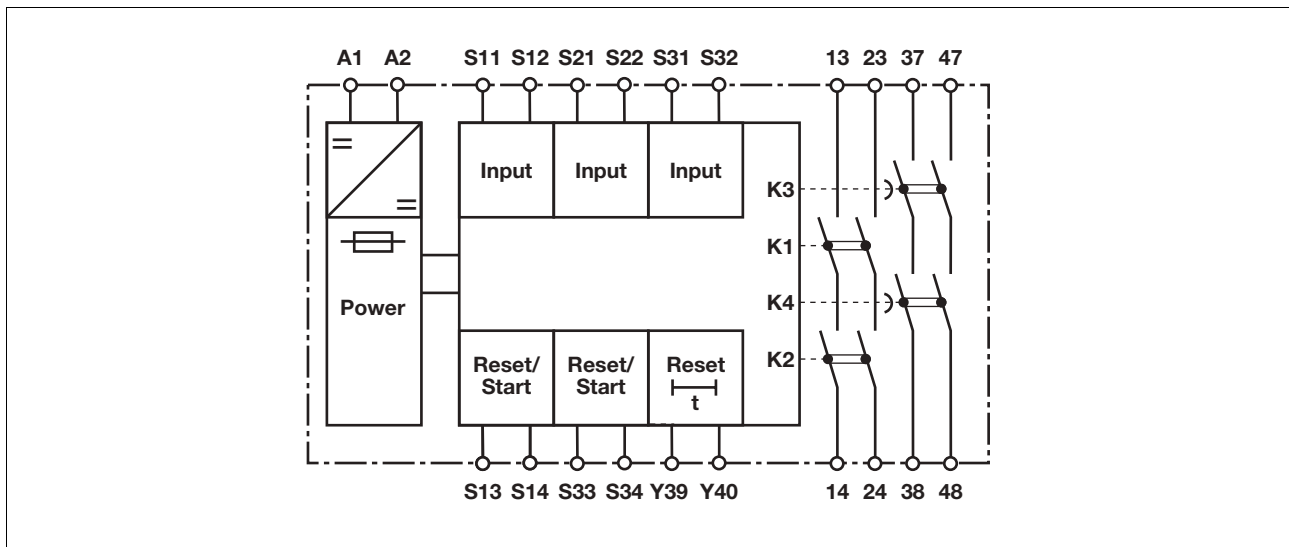 A1 A2 S11 S12 S21 S22 S31 S32 13 23 37 47
Input Input Input
K3
K1
K4
K2
Power
Reset/
Start
Reset/
Start
Reset
t
S13 S14 S33 S34 Y39 Y40 14 24 38 48